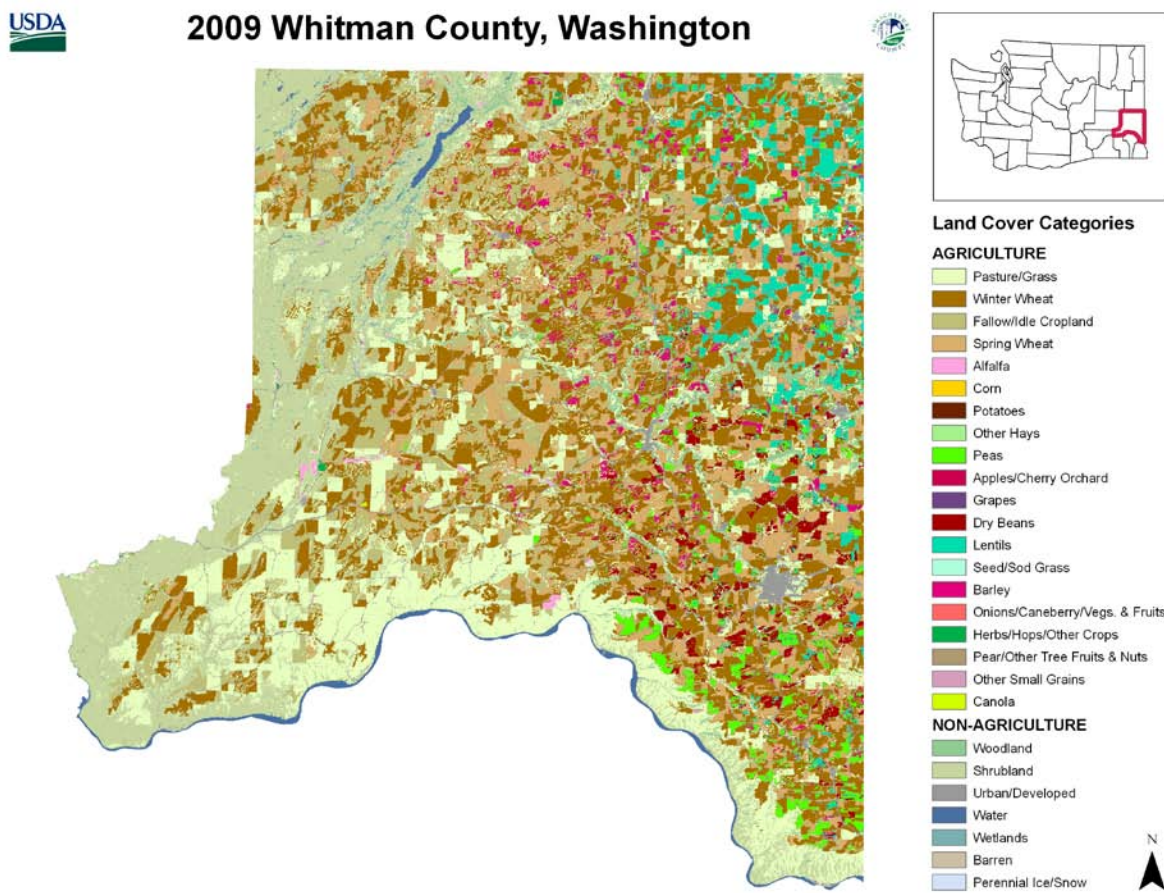 USDA
2009 Whitman County, Washington
Land Cover Categories
AGRICULTURE
Pasture/Grass
Winter Wheat
Fallow/Idle Cropland
Spring Wheat
Alfalfa
Corn
Potatoes
Other Hays
Peas
Apples/Cherry Orchard
Grapes
Dry Beans
Lentils
Seed/Sod Grass
Barley
Onions/Caneberry/Vegs. & Fruits
Herbs/Hops/Other Crops
Pear/Other Tree Fruits & Nuts
Other Small Grains
Canola
NON-AGRICULTURE
Woodland
Shrubland
Urban/Developed
Water
Wetlands
Barren
Perennial Ice/Snow
N